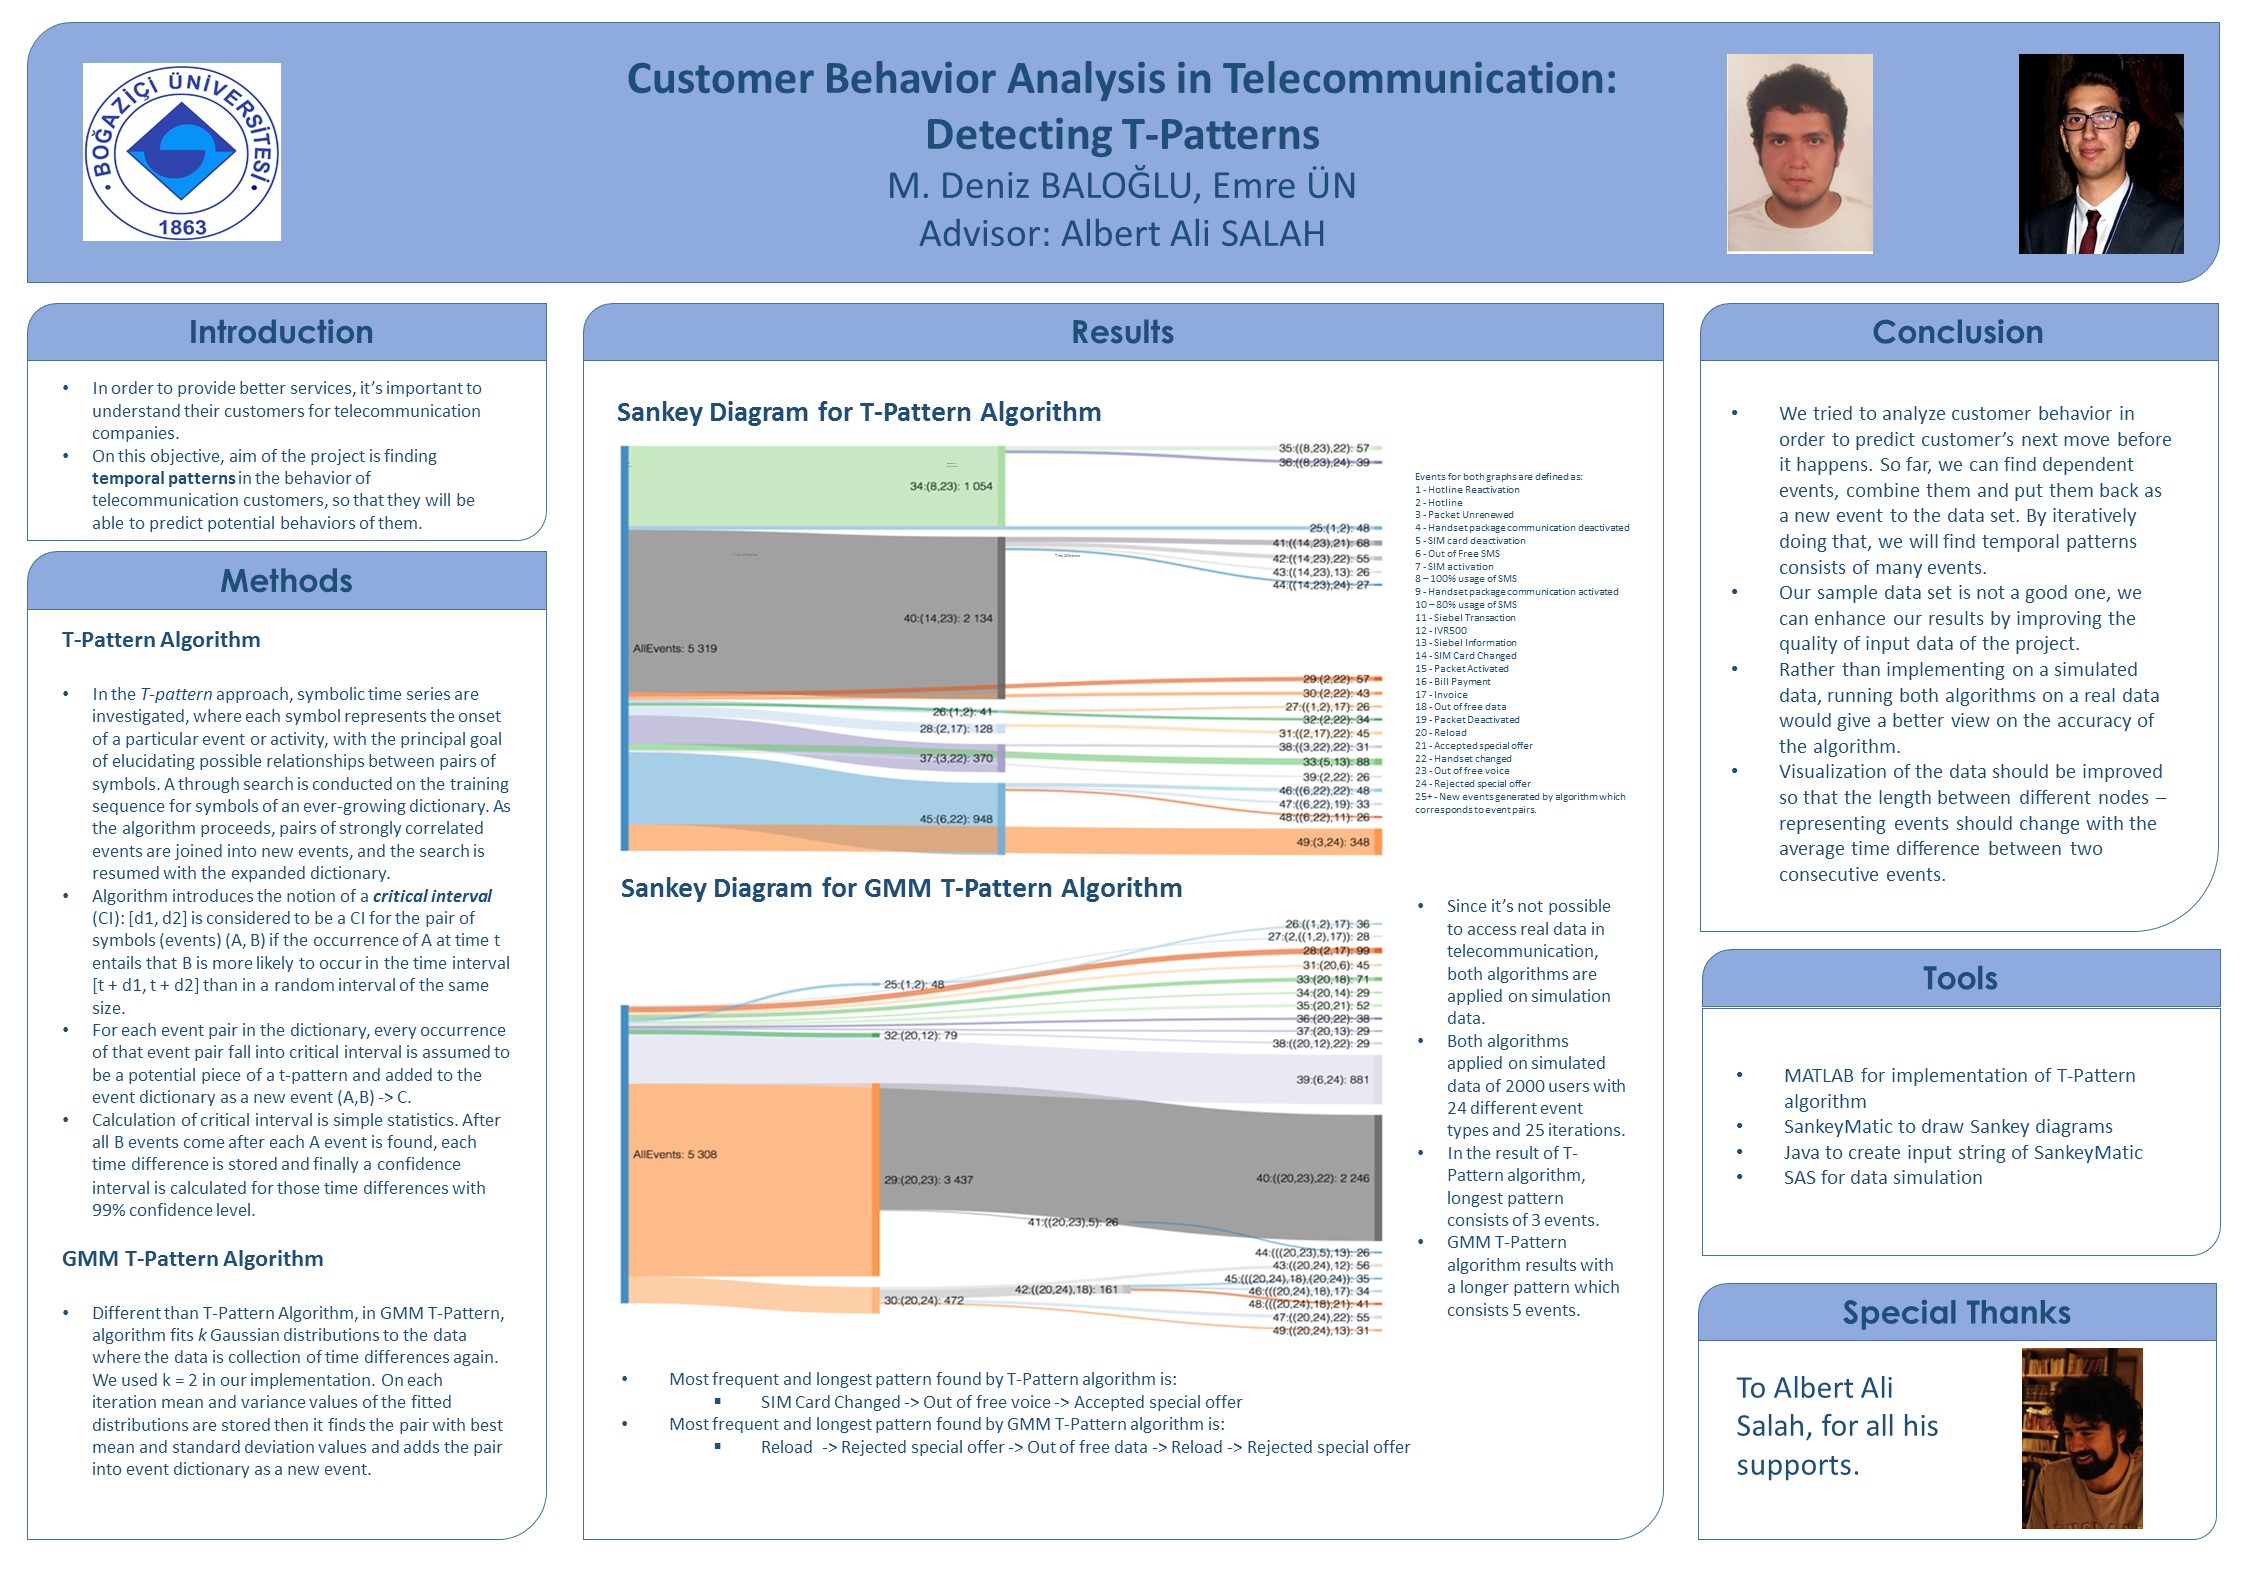 BOĞAZİÇİ ÜNİVERSİTESİ
1863
Customer Behavior Analysis in Telecommunication:
Detecting T-Patterns
M. Deniz BALOĞLU, Emre ÜN
Advisor: Albert Ali SALAH
Introduction
• In order to provide better services, it's important to
understand their customers for telecommunication
companies.
• On this objective, aim of the project is finding
temporal patterns in the behavior of
telecommunication customers, so that they will be
able to predict potential behaviors of them.
Methods
T-Pattern Algorithm
• In the T-pattern approach, symbolic time series are
investigated, where each symbol represents the onset
of a particular event or activity, with the principal goal
of elucidating possible relationships between pairs of
symbols. A through search is conducted on the training
sequence for symbols of an ever-growing dictionary. As
the algorithm proceeds, pairs of strongly correlated
events are joined into new events, and the search is
resumed with the expanded dictionary.
• Algorithm introduces the notion of a critical interval
(CI): [d1, d2] is considered to be a CI for the pair of
symbols (events) (A, B) if the occurrence of A at time t
entails that B is more likely to occur in the time interval
[t + d1, t + d2] than in a random interval of the same
size.
• For each event pair in the dictionary, every occurrence
of that event pair fall into critical interval is assumed to
be a potential piece of a t-pattern and added to the
event dictionary as a new event (A,B) -> C.
• Calculation of critical interval is simple statistics. After
all B events come after each A event is found, each
time difference is stored and finally a confidence
interval is calculated for those time differences with
99% confidence level.
GMM T-Pattern Algorithm
• Different than T-Pattern Algorithm, in GMM T-Pattern,
algorithm fits k Gaussian distributions to the data
where the data is collection of time differences again.
We used k = 2 in our implementation. On each
iteration mean and variance values of the fitted
distributions are stored then it finds the pair with best
mean and standard deviation values and adds the pair
into event dictionary as a new event.
Results
Sankey Diagram for T-Pattern Algorithm
35:((8,23),22): 57
36:((8,23),24): 39
34:(8,23): 1 054
25:(1,2): 48
41:((14,23),21): 68
42:((14,23),22): 55
43:((14,23),13): 26
44:((14,23),24): 27
40:(14,23): 2 134
AllEvents: 5 319
29:(2,22): 57
30:(2,22): 43
27:((1,2),17): 26
26:(1,2): 41
32:(2,22): 34
28:(2,17): 128
31:((2,17),22): 45
38:((3,22),22): 31
37:(3,22): 370
33:(5,13): 88
39:(2,22): 26
46:((6,22),22): 48
47:((6,22),19): 33
48:((6,22),11): 26
45:(6,22): 948
49:(3,24): 348
Events for both graphs are defined as:
1 - Hotline Reactivation
2 - Hotline
3 - Packet Unrenewed
4 - Handset package communication deactivated
5 - SIM card deactivation
6 - Out of Free SMS
7 - SIM activation
8 – 100% usage of SMS
9 - Handset package communication activated
10 – 80% usage of SMS
11 - Siebel Transaction
12 - IVR500
13 - Siebel Information
14 - SIM Card Changed
15 - Packet Activated
16 - Bill Payment
17 - Invoice
18 - Out of free data
19 - Packet Deactivated
20 - Reload
21 - Accepted special offer
22 - Handset changed
23 - Out of free voice
24 - Rejected special offer
25+ - New events generated by algorithm which
corresponds to event pairs.
Sankey Diagram for GMM T-Pattern Algorithm
26:((1,2),17): 36
27:(2,((1,2),17)): 28
28:(2,17): 99
31:(20,6): 45
33:(20,18): 71
25:(1,2): 48
34:(20,14): 29
35:(20,21): 52
36:(20,22): 38
37:(20,13): 29
32:(20,12): 79
38:((20,12),22): 29
39:(6,24): 881
AllEvents: 5 308
29:(20,23): 3 437
40:((20,23),22): 2 246
41:((20,23),5): 26
44:(((20,23),5),13): 26
43:((20,24),12): 56
45:(((20,24),18),(20,24)): 35
42:((20,24),18): 161
46:(((20,24),18),17): 34
30:(20,24): 472
48:(((20,24),18),21): 41
47:((20,24),22): 55
49:((20,24),13): 31
• Since it's not possible
to access real data in
telecommunication,
both algorithms are
applied on simulation
data.
• Both algorithms
applied on simulated
data of 2000 users with
24 different event
types and 25 iterations.
• In the result of T-
Pattern algorithm,
longest pattern
consists of 3 events.
• GMM T-Pattern
algorithm results with
a longer pattern which
consists 5 events.
• Most frequent and longest pattern found by T-Pattern algorithm is:
▪ SIM Card Changed -> Out of free voice -> Accepted special offer
• Most frequent and longest pattern found by GMM T-Pattern algorithm is:
▪ Reload -> Rejected special offer -> Out of free data -> Reload -> Rejected special offer
Conclusion
• We tried to analyze customer behavior in
order to predict customer's next move before
it happens. So far, we can find dependent
events, combine them and put them back as
a new event to the data set. By iteratively
doing that, we will find temporal patterns
consists of many events.
• Our sample data set is not a good one, we
can enhance our results by improving the
quality of input data of the project.
• Rather than implementing on a simulated
data, running both algorithms on a real data
would give a better view on the accuracy of
the algorithm.
• Visualization of the data should be improved
so that the length between different nodes –
representing events should change with the
average time difference between two
consecutive events.
Tools
• MATLAB for implementation of T-Pattern
algorithm
• SankeyMatic to draw Sankey diagrams
• Java to create input string of SankeyMatic
• SAS for data simulation
Special Thanks
To Albert Ali
Salah, for all his
supports.